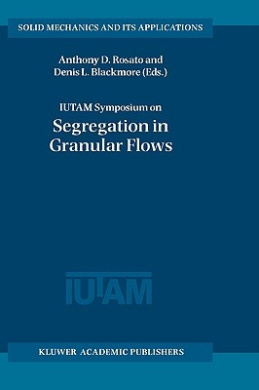 SOLID MECHANICS AND ITS APPLICATIONS
Anthony D. Rosato and
Denis L. Blackmore (Eds.)
IUTAM Symposium on
Segregation in
Granular Flows
IUTAM
KLUWER ACADEMIC PUBLISHERS